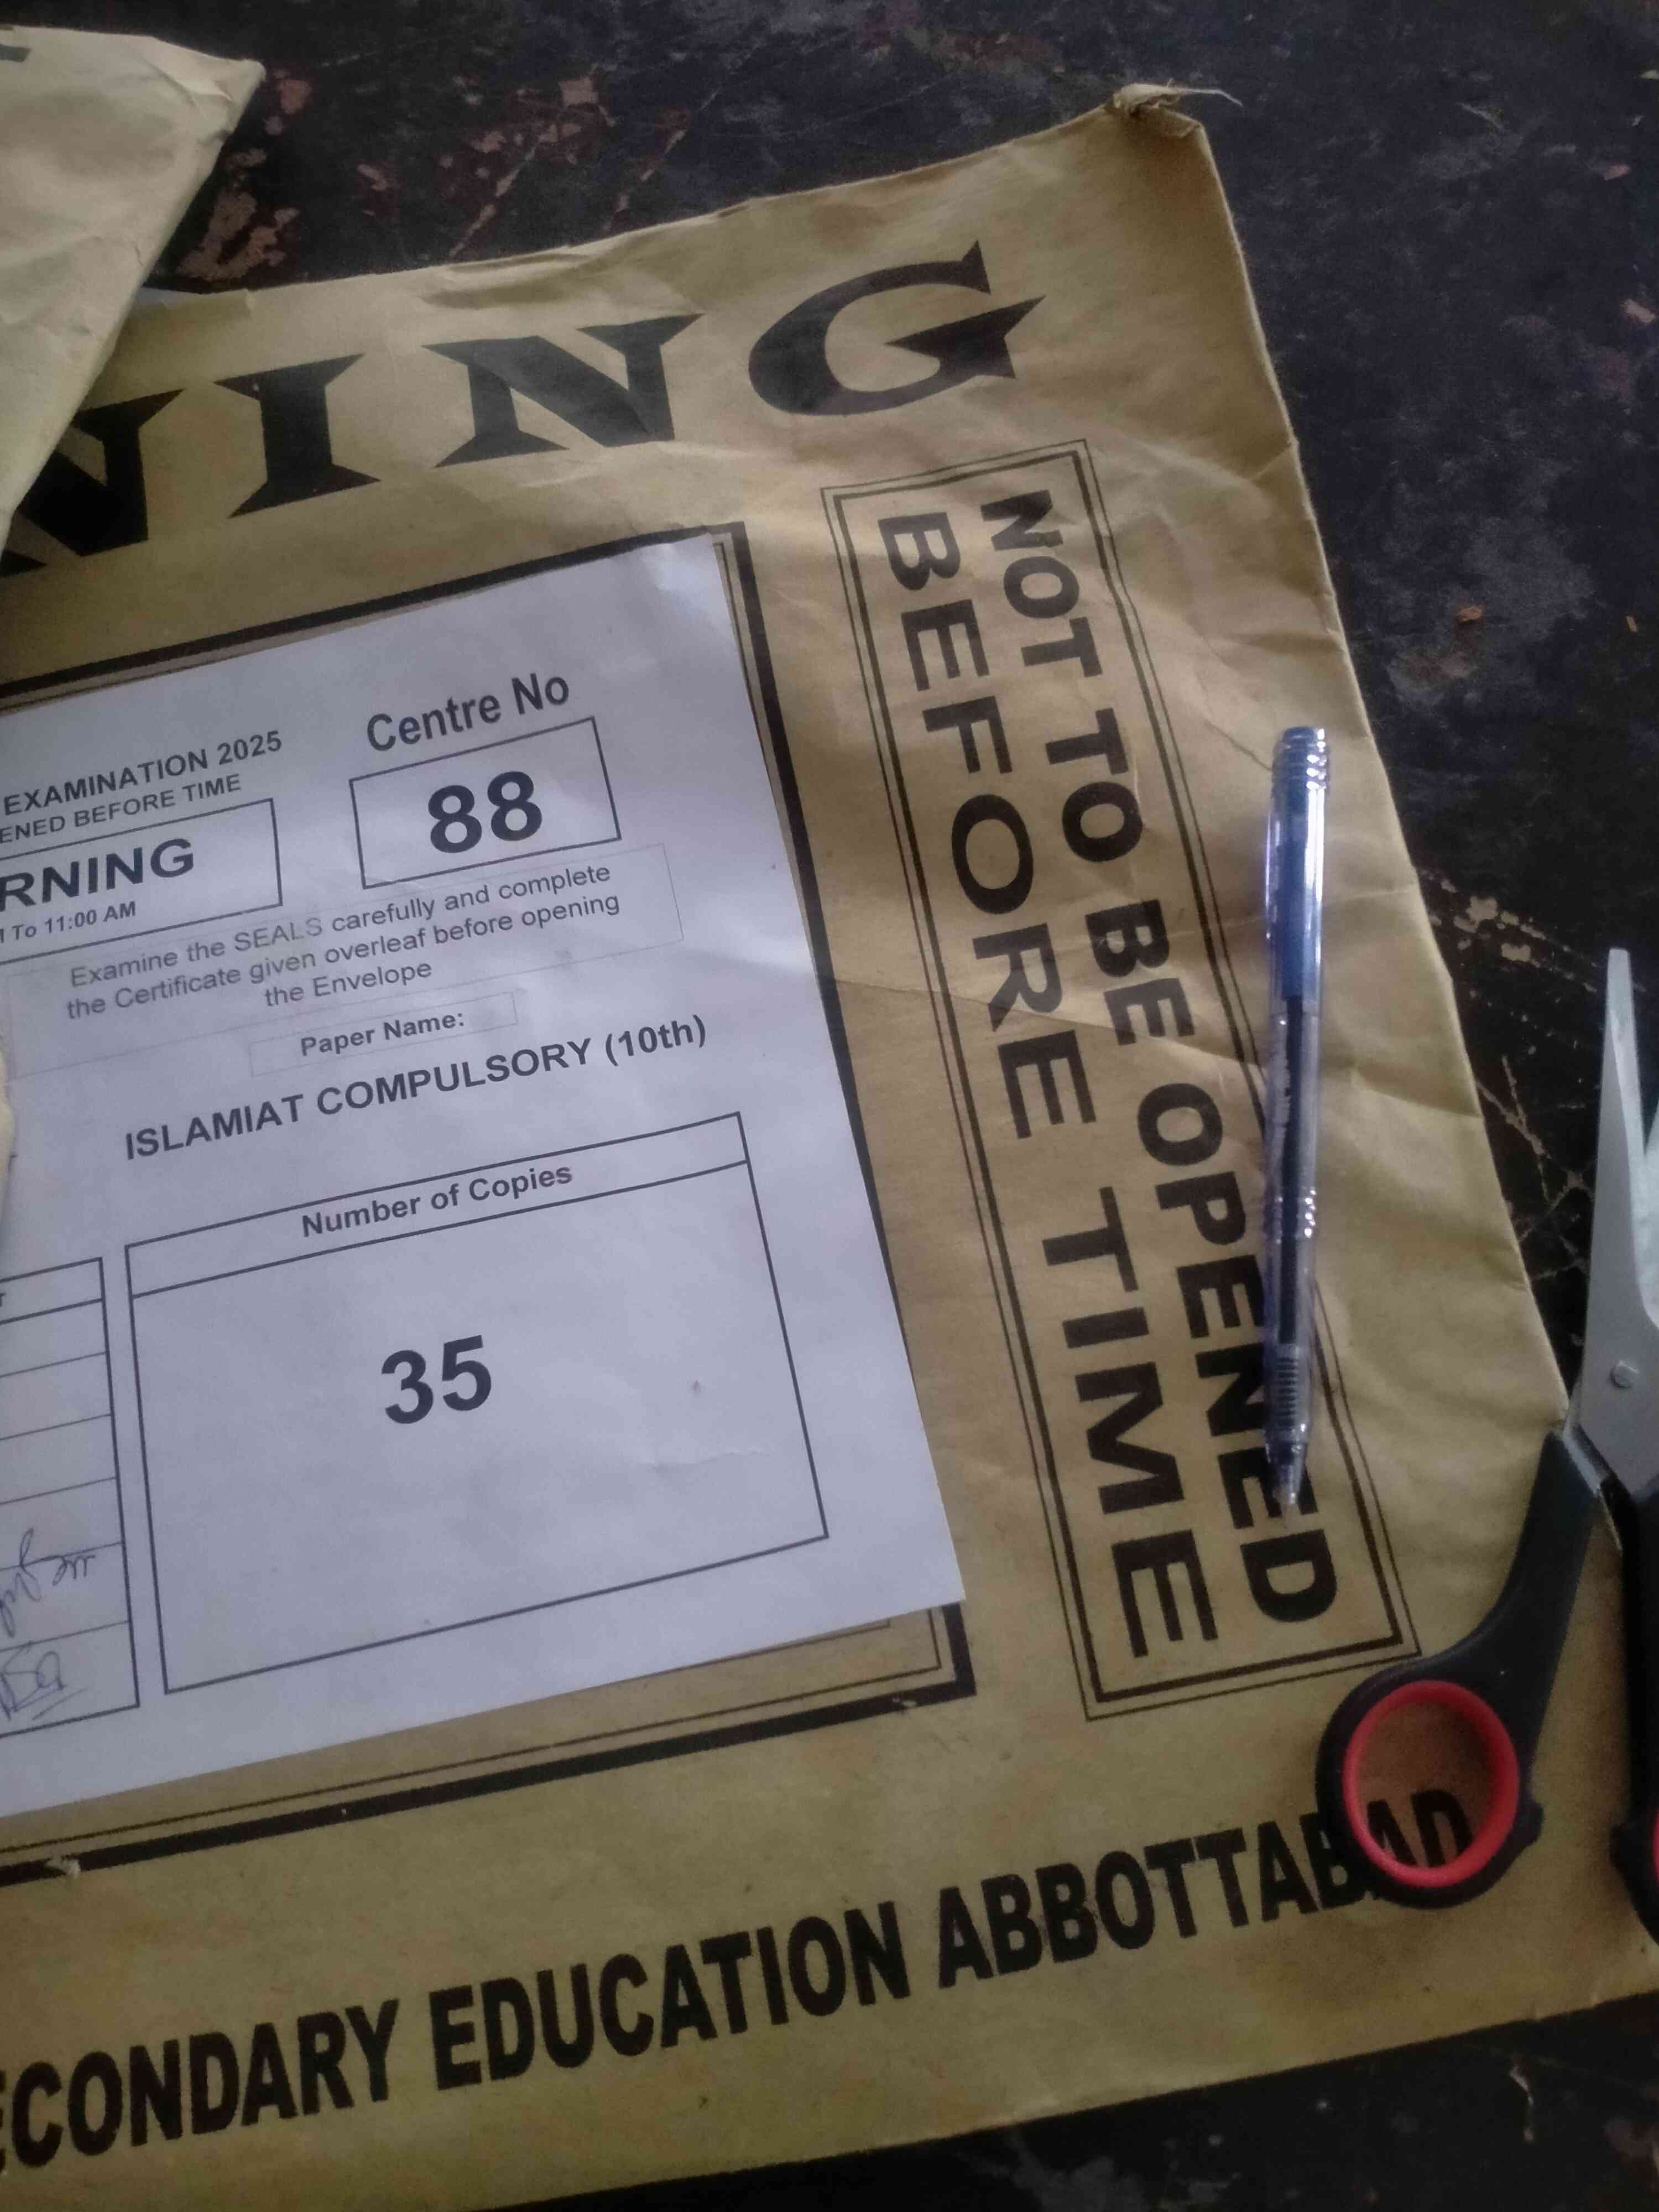 NING
NOT TO BE OPENED
BEFORE TIME
Centre No
88
EXAMINATION 2025
ENED BEFORE TIME
RNING
To 11:00 AM
Examine the SEALS carefully and complete
the Certificate given overleaf before opening
the Envelope
Paper Name:
ISLAMIAT COMPULSORY (10th)
Number of Copies
35
ECONDARY EDUCATION ABBOTTABAD